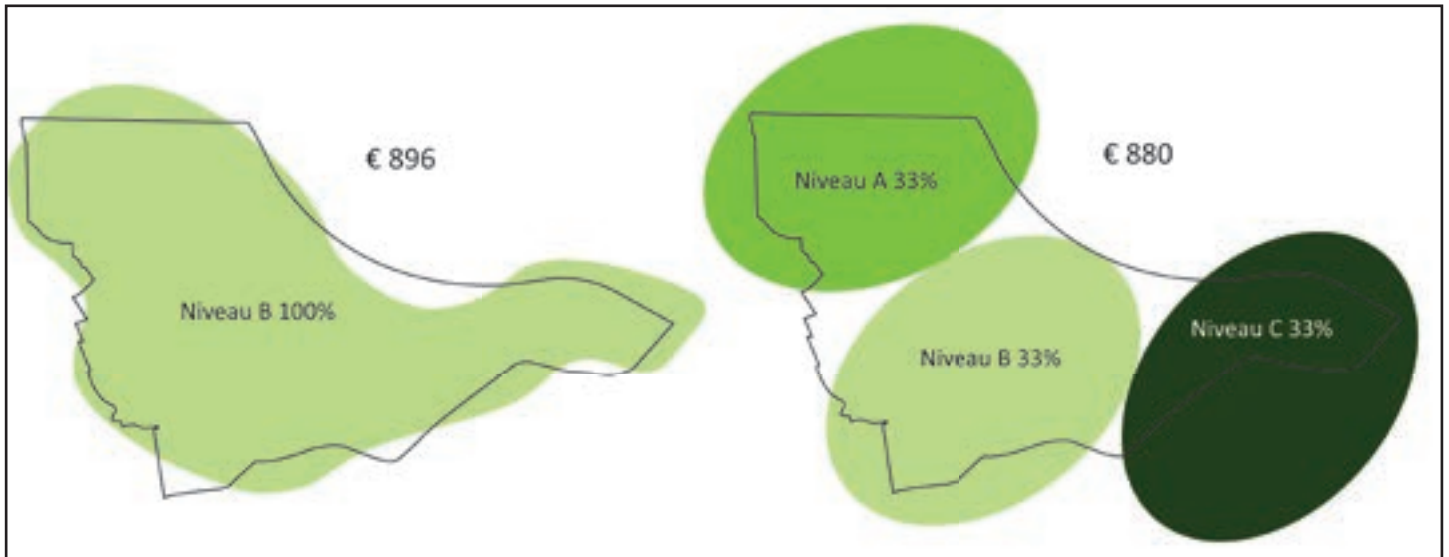 € 896
Niveau B 100%
€ 880
Niveau A 33%
Niveau B 33%
Niveau C 33%